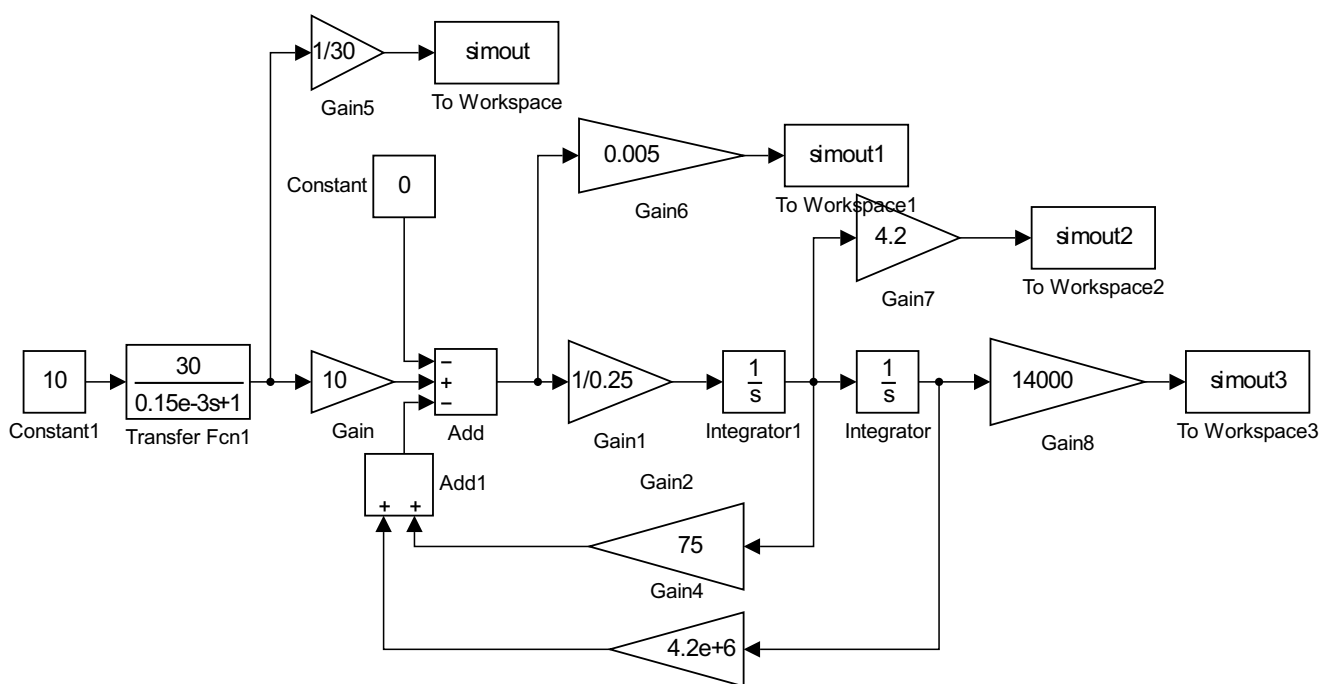 1/30
simout
Gain5
To Workspace
0.005
simout1
Constant
0
Gain6
To Workspace1
4.2
simout2
Gain7
To Workspace2
10
30
0.15e-3s+1
10
−
+
−
1/0.25
1
s
1
s
14000
simout3
Constant1
Transfer Fcn1
Gain
Add
Gain1
Integrator1
Integrator
Gain8
To Workspace3
Add1
+ +
Gain2
75
Gain4
4.2e+6